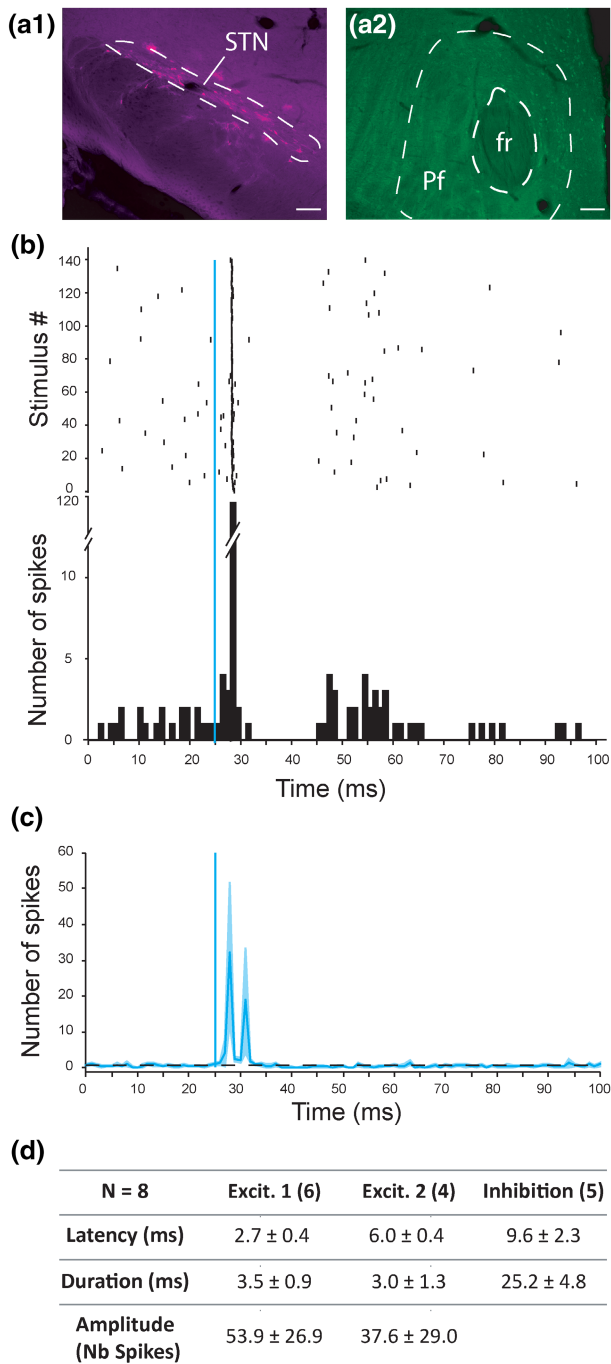 (a1)
STN
(a2)
fr
Pf
(b)
140
120
100
80
60
40
20
0
Stimulus #
120
10
5
0
Number of spikes
0 10 20 30 40 50 60 70 80 90 100
Time (ms)
(c)
60
50
40
30
20
10
0
Number of spikes
0 10 20 30 40 50 60 70 80 90 100
Time (ms)
(d)
N = 8 Excit. 1 (6) Excit. 2 (4) Inhibition (5)
Latency (ms) 2.7 ± 0.4 6.0 ± 0.4 9.6 ± 2.3
Duration (ms) 3.5 ± 0.9 3.0 ± 1.3 25.2 ± 4.8
Amplitude
(Nb Spikes) 53.9 ± 26.9 37.6 ± 29.0